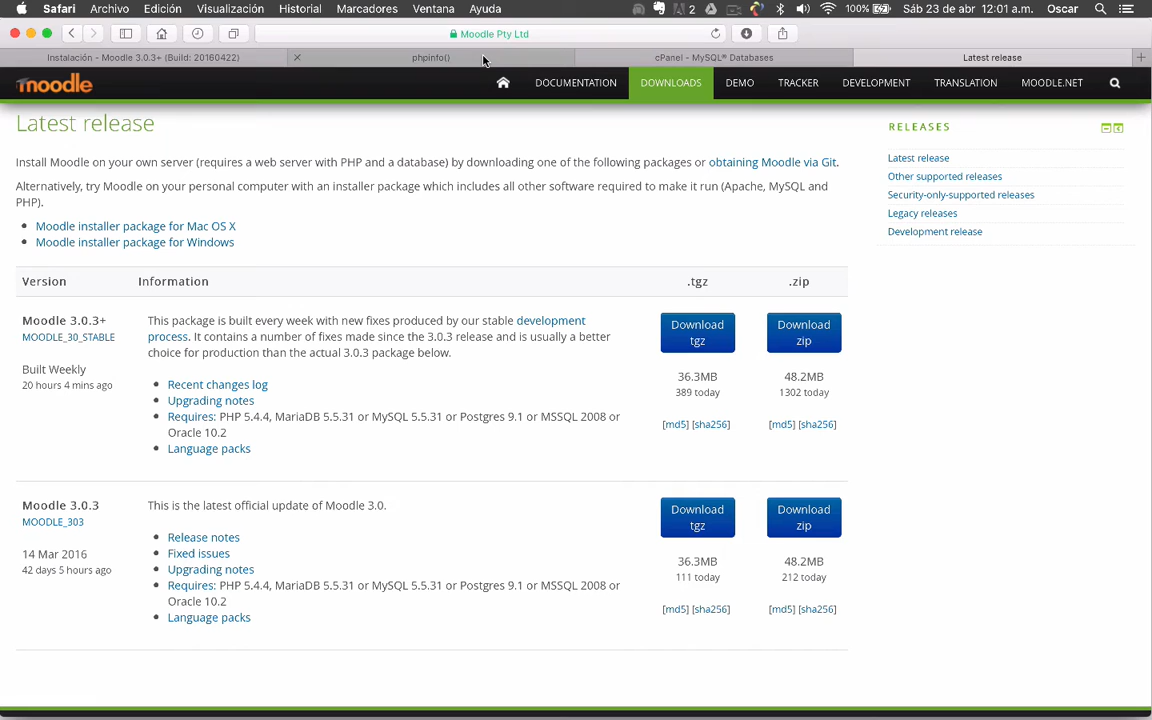 Safari Archivo Edición Visualización Historial Marcadores Ventana Ayuda 2 100% Sáb 23 de abr 12:01 a.m. Oscar
Moodle Pty Ltd
Instalación - Moodle 3.0.3+ (Build: 20160422) phpinfo() cPanel - MySQL® Databases Latest release
moodle DOCUMENTATION DOWNLOADS DEMO TRACKER DEVELOPMENT TRANSLATION MOODLE.NET
Latest release
Install Moodle on your own server (requires a web server with PHP and a database) by downloading one of the following packages or obtaining Moodle via Git.
Alternatively, try Moodle on your personal computer with an installer package which includes all other software required to make it run (Apache, MySQL and
PHP).
Moodle installer package for Mac OS X
Moodle installer package for Windows
Version Information .tgz .zip
Moodle 3.0.3+
MOODLE_30_STABLE
Built Weekly
20 hours 4 mins ago
This package is built every week with new fixes produced by our stable development
process. It contains a number of fixes made since the 3.0.3 release and is usually a better
choice for production than the actual 3.0.3 package below.
Recent changes log
Upgrading notes
Requires: PHP 5.4.4, MariaDB 5.5.31 or MySQL 5.5.31 or Postgres 9.1 or MSSQL 2008 or
Oracle 10.2
Language packs
Download
tgz
36.3MB
389 today
[md5] [sha256]
Download
zip
48.2MB
1302 today
[md5] [sha256]
Moodle 3.0.3
MOODLE_303
14 Mar 2016
42 days 5 hours ago
This is the latest official update of Moodle 3.0.
Release notes
Fixed issues
Upgrading notes
Requires: PHP 5.4.4, MariaDB 5.5.31 or MySQL 5.5.31 or Postgres 9.1 or MSSQL 2008 or
Oracle 10.2
Language packs
Download
tgz
36.3MB
111 today
[md5] [sha256]
Download
zip
48.2MB
212 today
[md5] [sha256]
RELEASES
Latest release
Other supported releases
Security-only-supported releases
Legacy releases
Development release